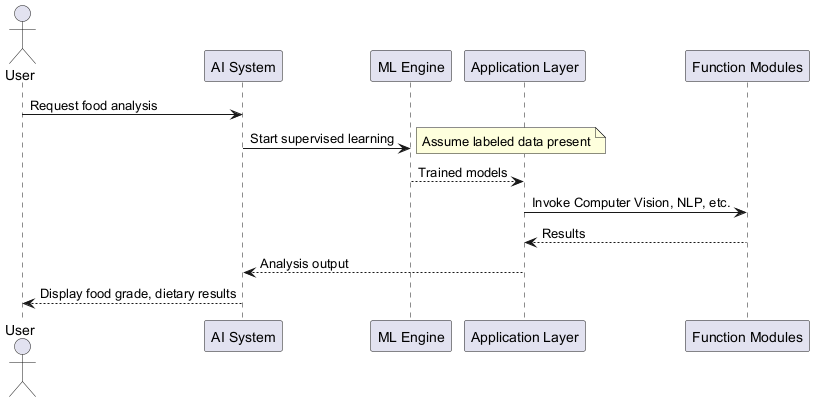 User
AI System
ML Engine
Application Layer
Function Modules
Request food analysis
Start supervised learning
Assume labeled data present
Trained models
Invoke Computer Vision, NLP, etc.
Results
Analysis output
Display food grade, dietary results
User
AI System
ML Engine
Application Layer
Function Modules